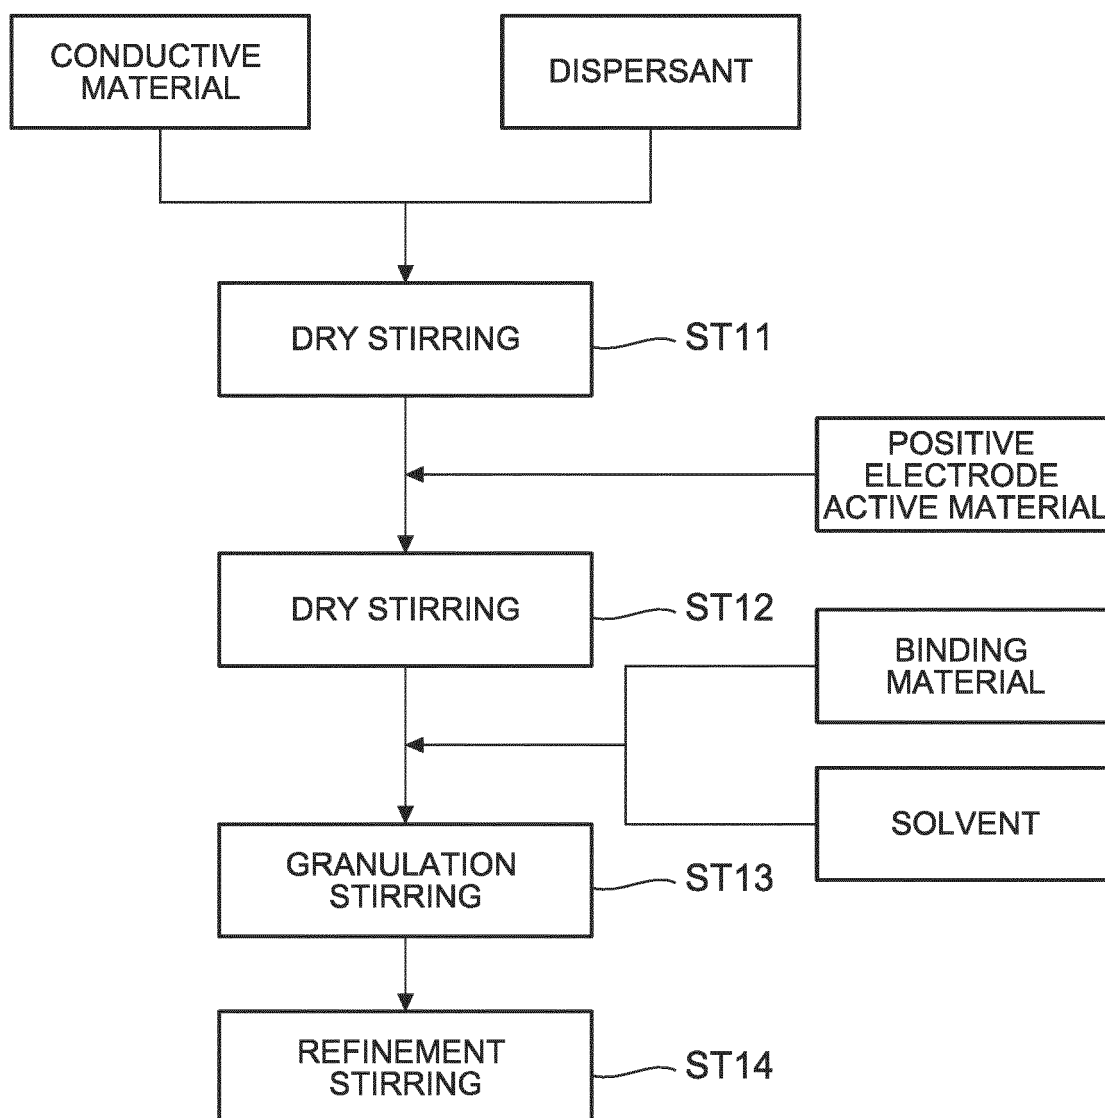 CONDUCTIVE
MATERIAL
DISPERSANT
DRY STIRRING
ST11
POSITIVE
ELECTRODE
ACTIVE MATERIAL
DRY STIRRING
ST12
BINDING
MATERIAL
SOLVENT
GRANULATION
STIRRING
ST13
REFINEMENT
STIRRING
ST14